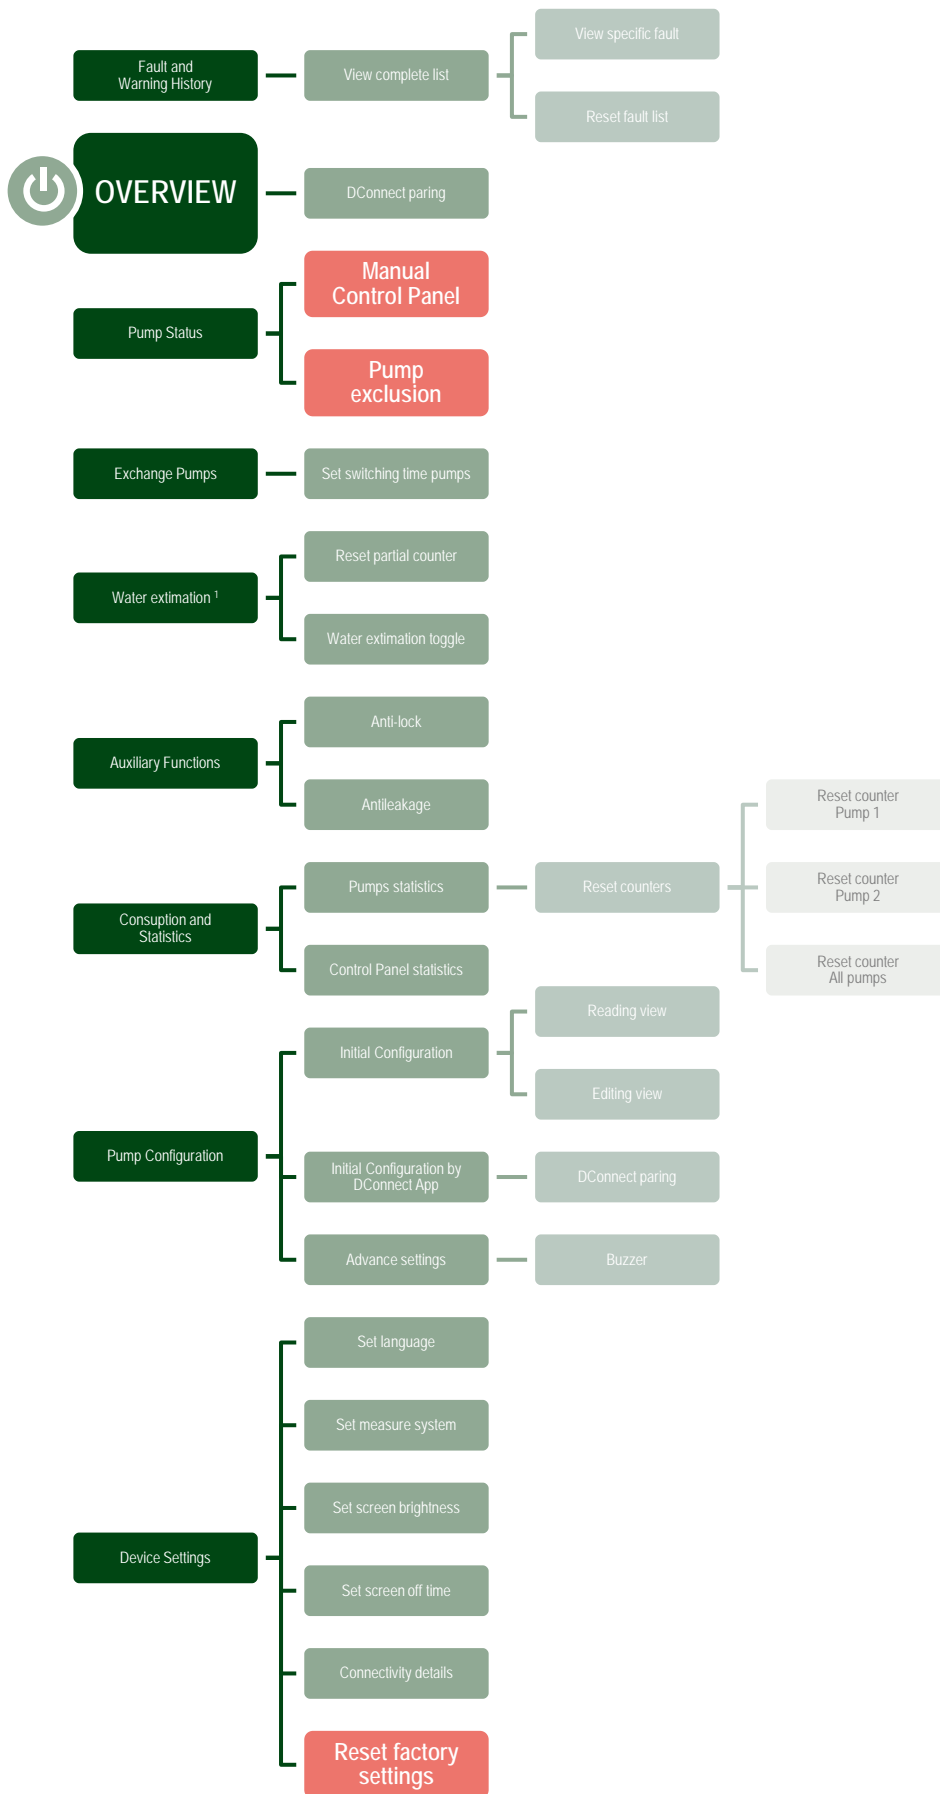 View specific fault
Fault and
Warning History
View complete list
Reset fault list
OVERVIEW
DConnect paring
Manual
Control Panel
Pump Status
Pump
exclusion
Exchange Pumps
Set switching time pumps
Reset partial counter
Water extimation 1
Water extimation toggle
Anti-lock
Auxiliary Functions
Antileakage
Reset counter
Pump 1
Pumps statistics
Reset counters
Reset counter
Pump 2
Consuption and
Statistics
Control Panel statistics
Reset counter
All pumps
Reading view
Initial Configuration
Editing view
Pump Configuration
Initial Configuration by
DConnect App
DConnect paring
Advance settings
Buzzer
Set language
Set measure system
Set screen brightness
Device Settings
Set screen off time
Connectivity details
Reset factory
settings